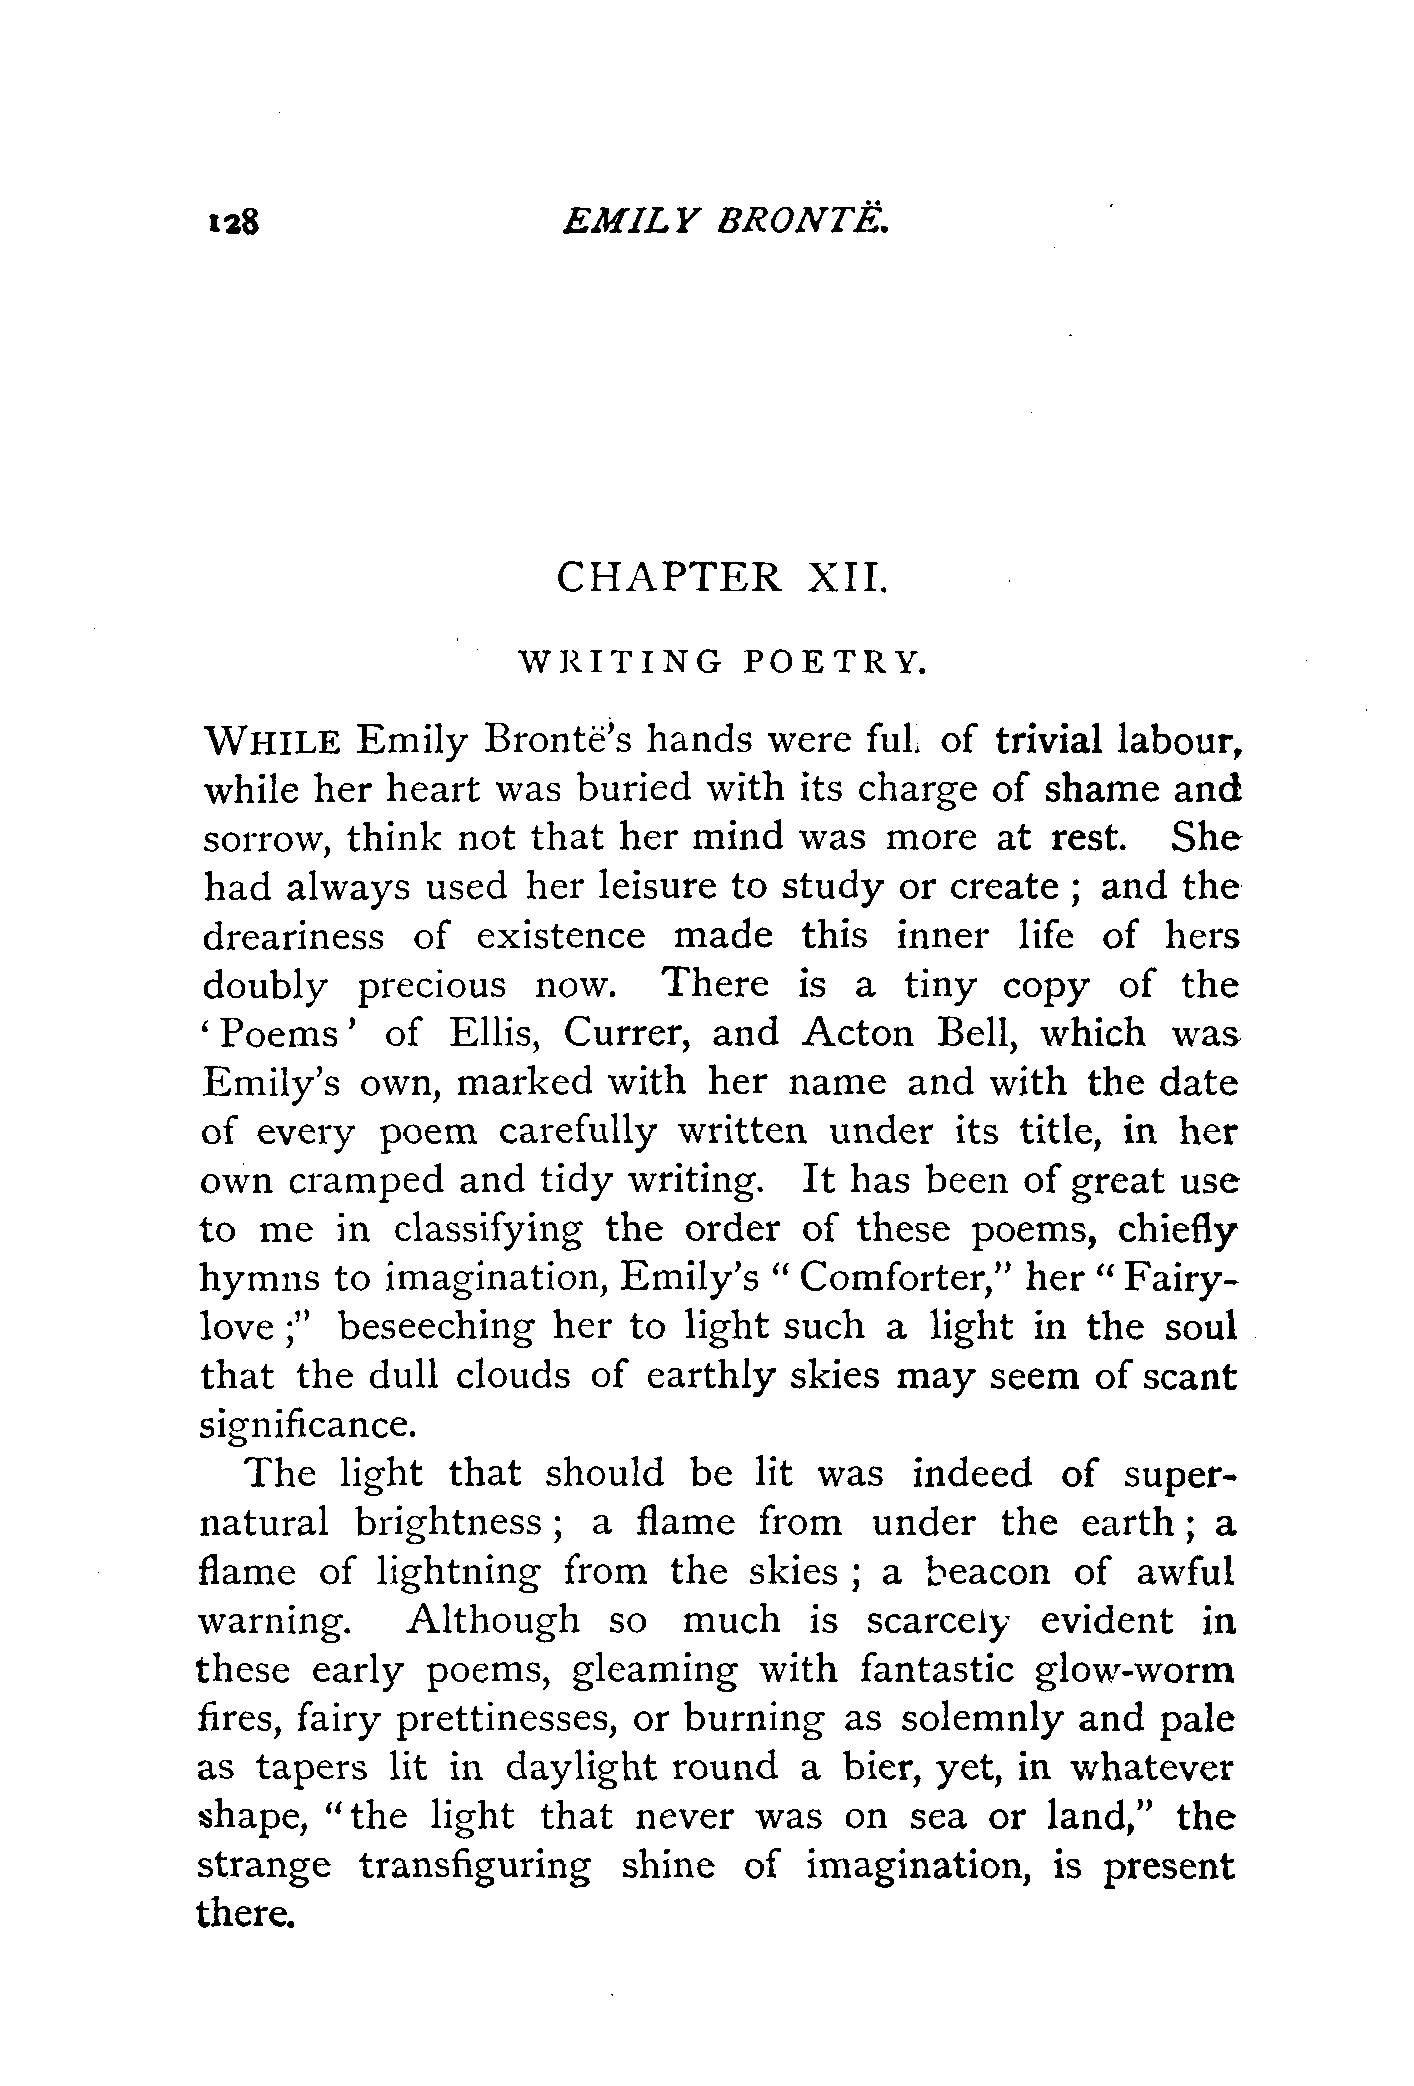 128 EMILY BRONTË.
CHAPTER XII.
WRITING POETRY.
WHILE Emily Brontë's hands were full of trivial labour,
while her heart was buried with its charge of shame and
sorrow, think not that her mind was more at rest. She
had always used her leisure to study or create ; and the
dreariness of existence made this inner life of hers
doubly precious now. There is a tiny copy of the
‘ Poems ’ of Ellis, Currer, and Acton Bell, which was
Emily's own, marked with her name and with the date
of every poem carefully written under its title, in her
own cramped and tidy writing. It has been of great use
to me in classifying the order of these poems, chiefly
hymns to imagination, Emily's “ Comforter,” her “ Fairy-
love ;” beseeching her to light such a light in the soul
that the dull clouds of earthly skies may seem of scant
significance.
The light that should be lit was indeed of super-
natural brightness ; a flame from under the earth ; a
flame of lightning from the skies ; a beacon of awful
warning. Although so much is scarcely evident in
these early poems, gleaming with fantastic glow-worm
fires, fairy prettinesses, or burning as solemnly and pale
as tapers lit in daylight round a bier, yet, in whatever
shape, “the light that never was on sea or land,” the
strange transfiguring shine of imagination, is present
there.